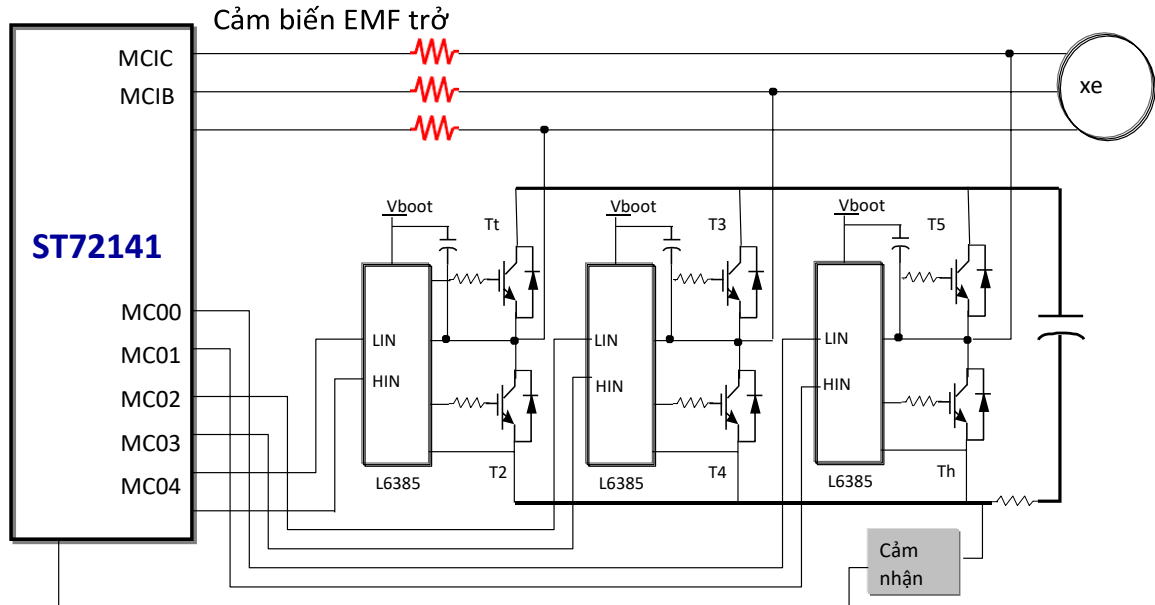 Cảm biến EMF trở
MCIC
MCIB
xe
ST72141
Vboot
Tt
Vboot
T3
Vboot
T5
MC00
MC01
MC02
MC03
MC04
LIN
HIN
LIN
HIN
LIN
HIN
T2
T4
Th
L6385
L6385
L6385
Cảm
nhận